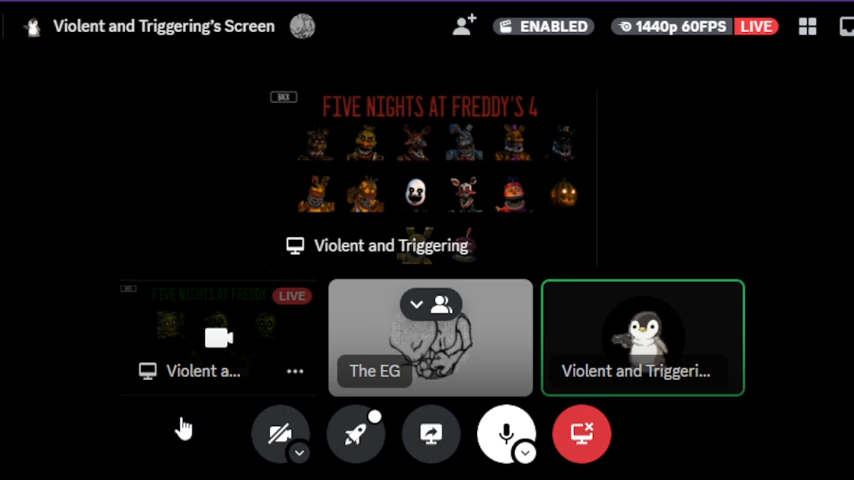 Violent and Triggering's Screen
ENABLED
1440p 60FPS
LIVE
BACK
FIVE NIGHTS AT FREDDY'S 4
Violent and Triggering
FIVE NIGHTS AT FREDDY
LIVE
Violent a...
The EG
Violent and Triggeri...